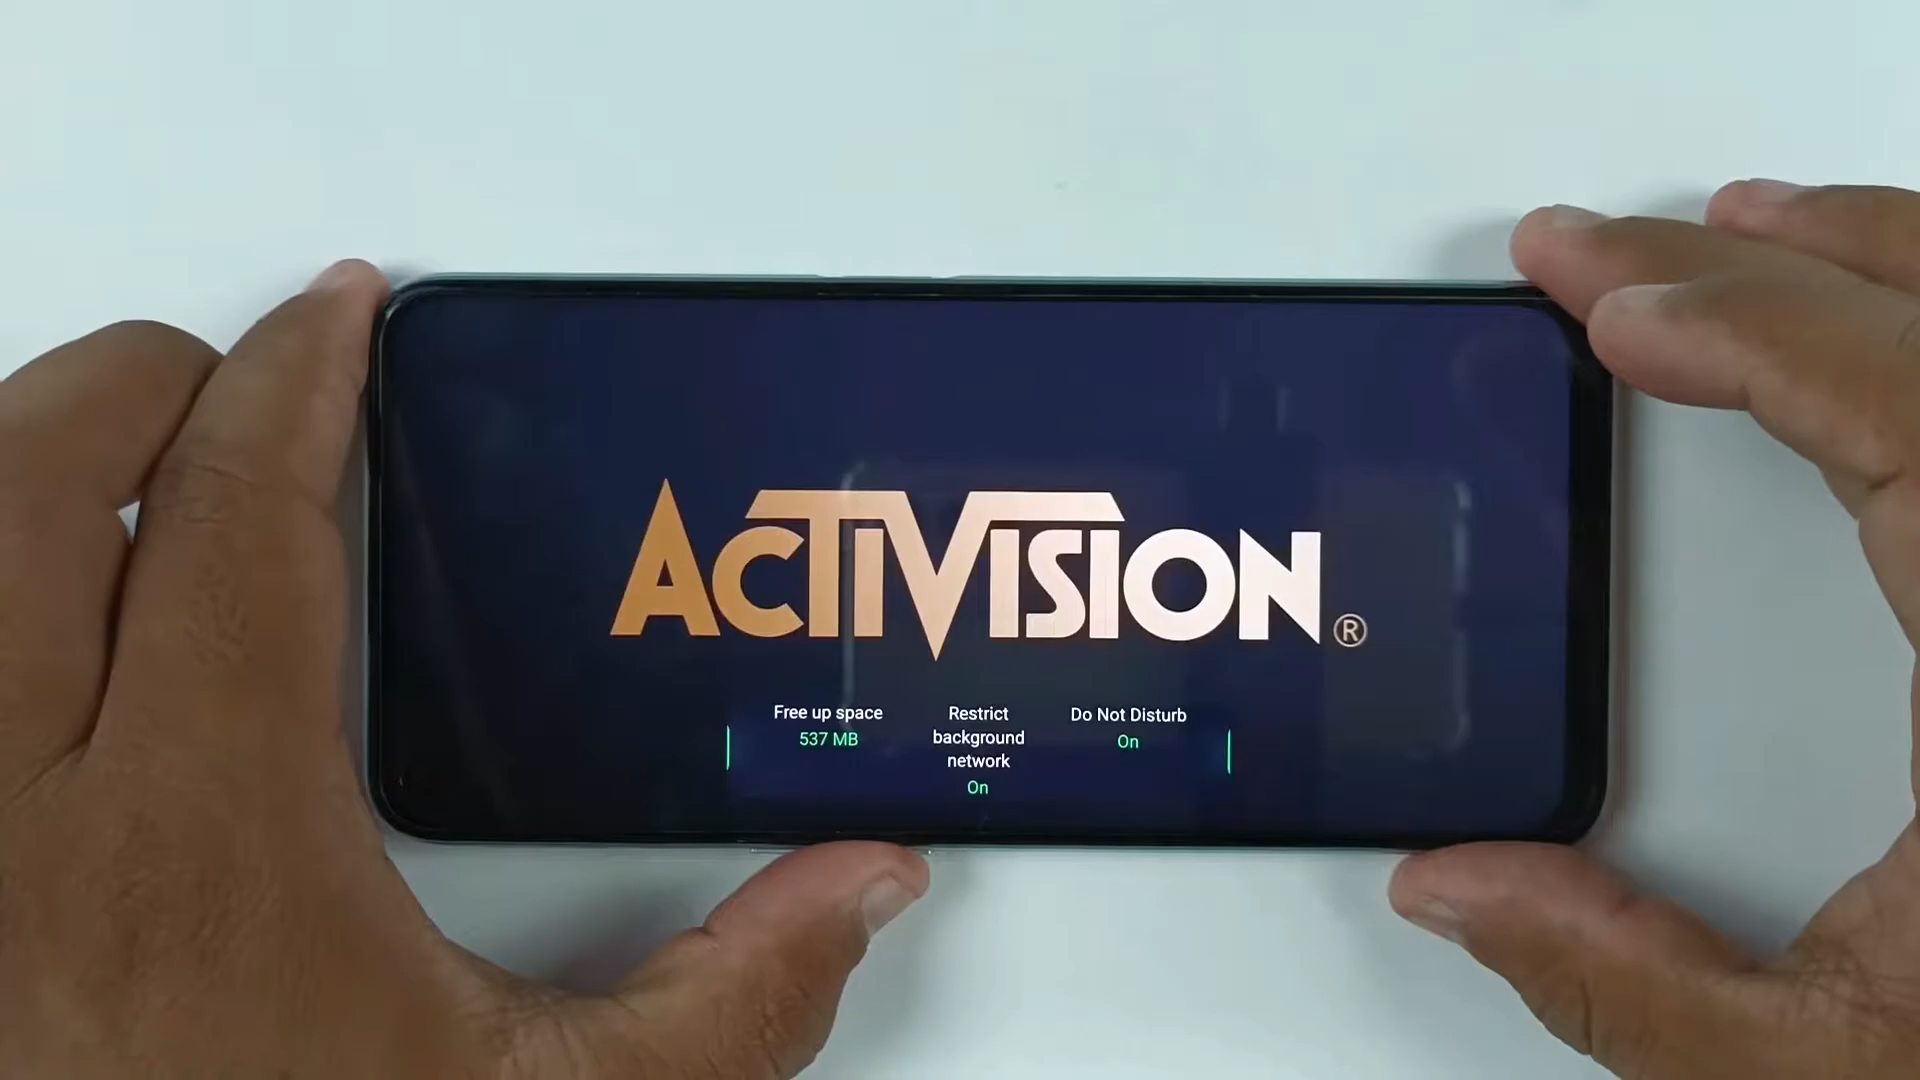 ACTIVISION®
Free up space
537 MB
Restrict
background
network
On
Do Not Disturb
On